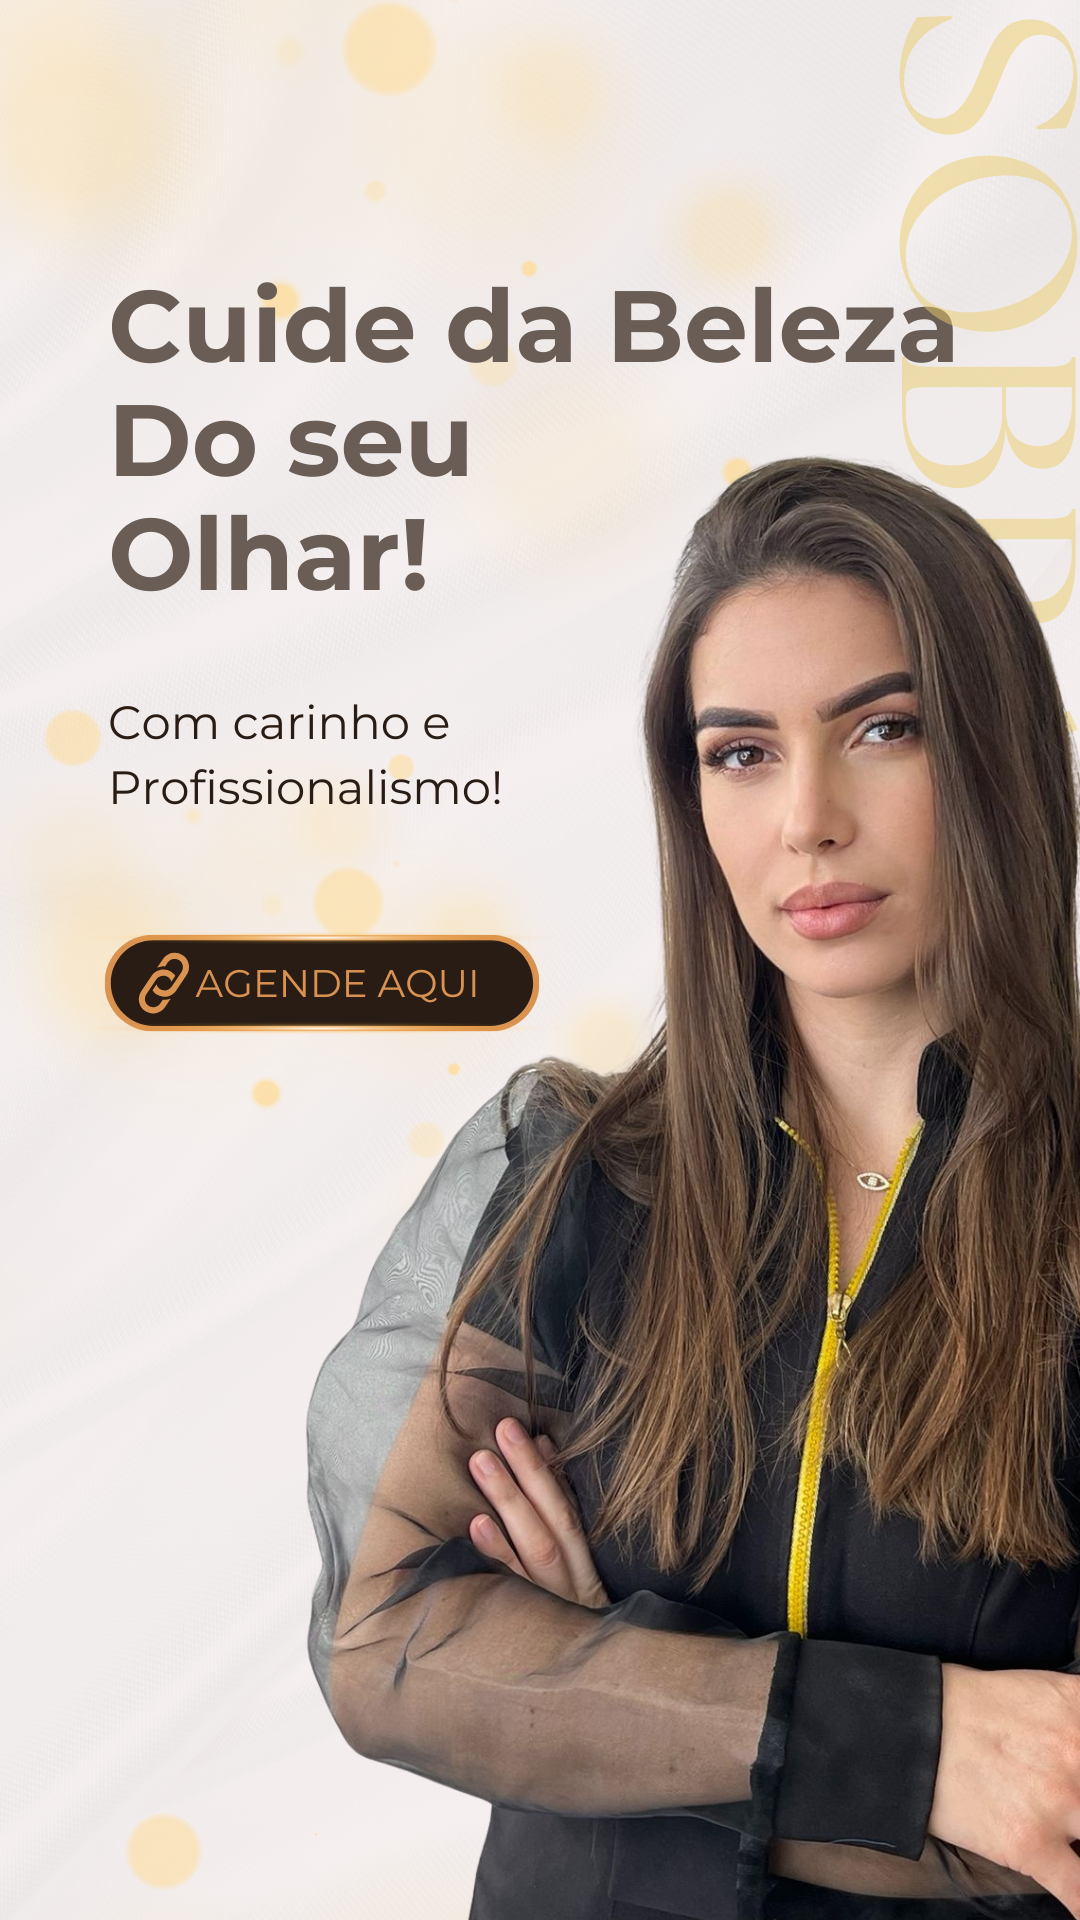 Cuide da Beleza
Do seu
Olhar!
Com carinho e
Profissionalismo!
AGENDE AQUI